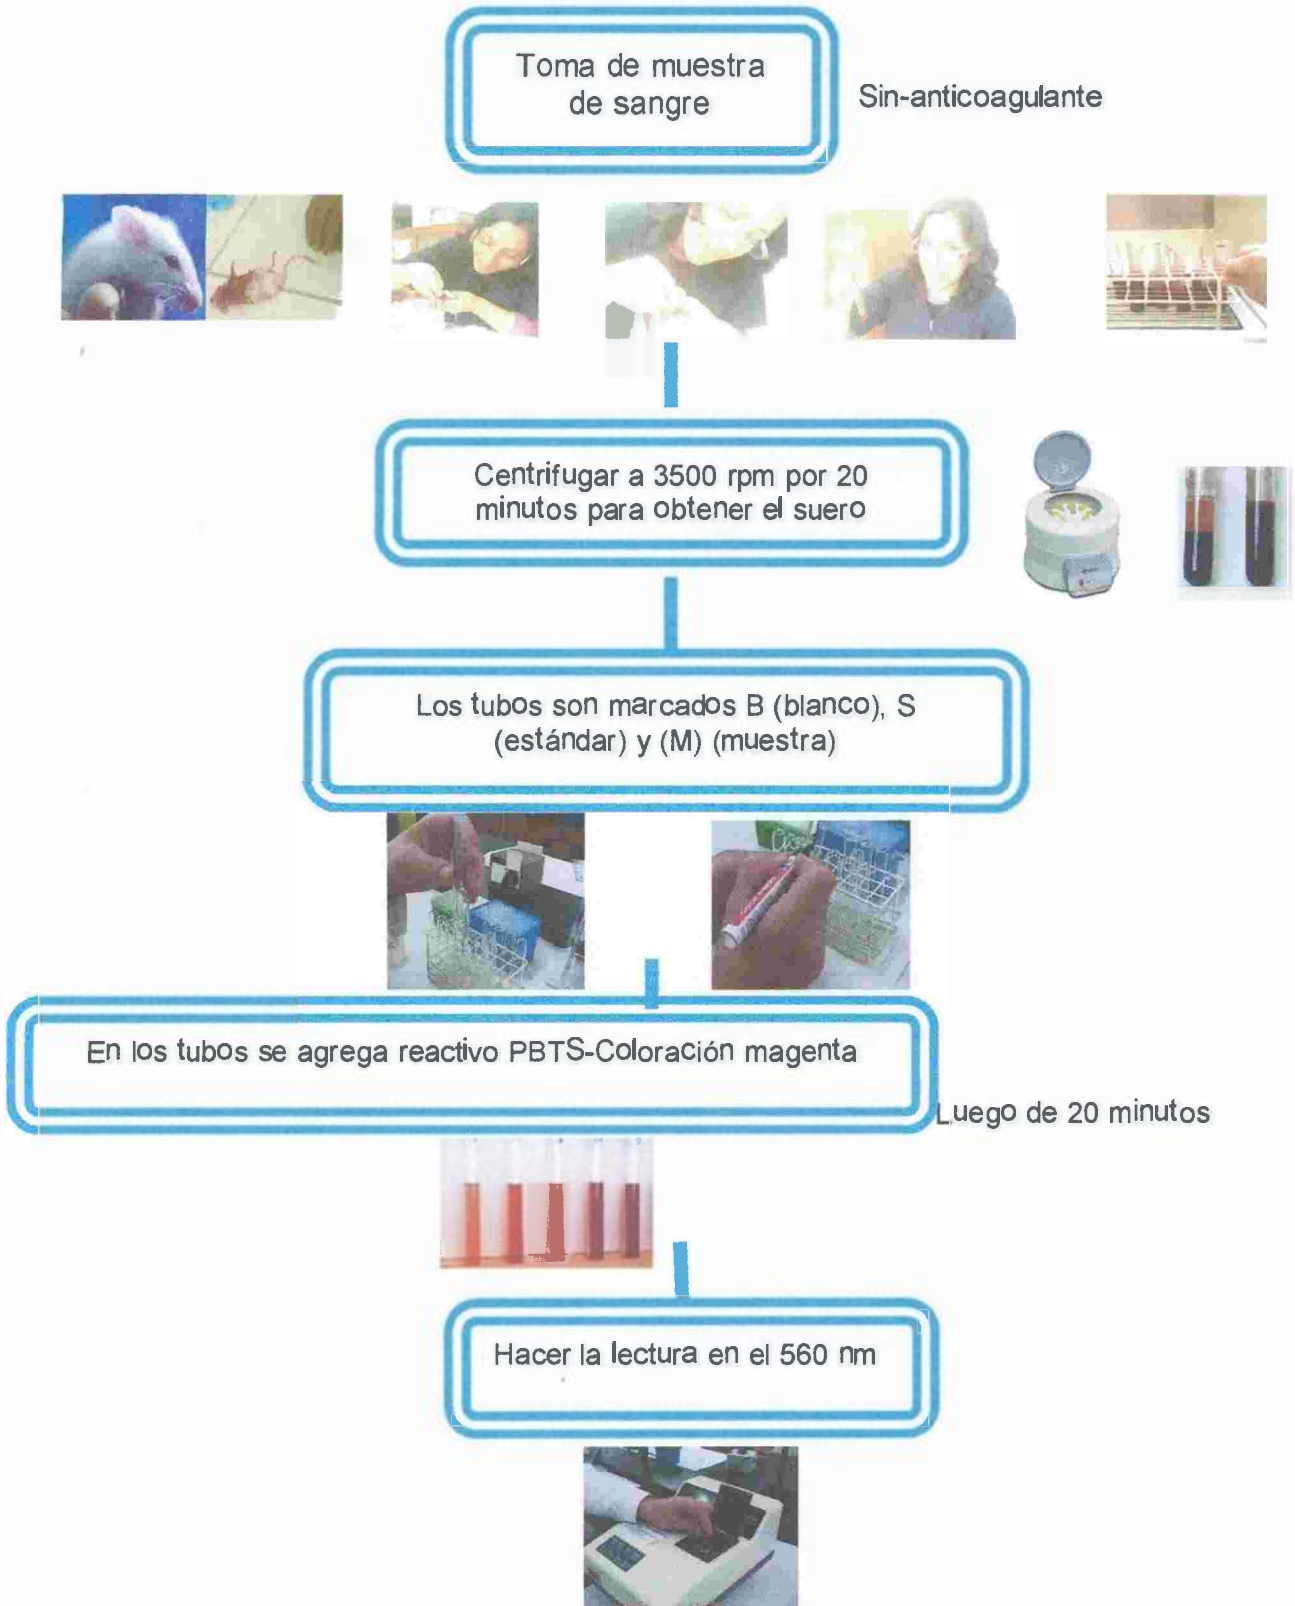 Toma de muestra
de sangre
Sin-anticoagulante
Centrifugar a 3500 rpm por 20
minutos para obtener el suero
Los tubos son marcados B (blanco), S
(estándar) y (M) (muestra)
En los tubos se agrega reactivo PBTS-Coloración magenta
Luego de 20 minutos
Hacer la lectura en el 560 nm